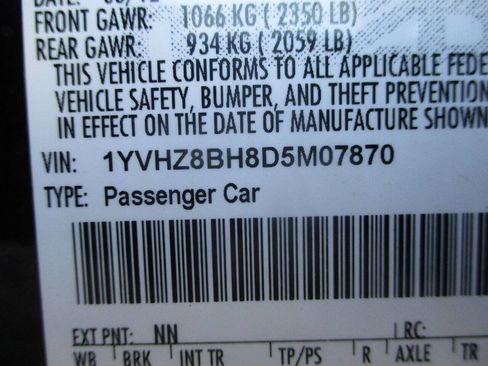 DATE:
FRONT GAWR: 1066 KG ( 2350 LB)
REAR GAWR: 934 KG ( 2059 LB)
THIS VEHICLE CONFORMS TO ALL APPLICABLE FEDE
VEHICLE SAFETY, BUMPER, AND THEFT PREVENTION
IN EFFECT ON THE DATE OF MANUFACTURE SHOWN
VIN: 1YVHZ8BH8D5M07870
TYPE: Passenger Car
EXT PNT: NN RC:
WB BRK INT TR TP/PS R AXLE TR